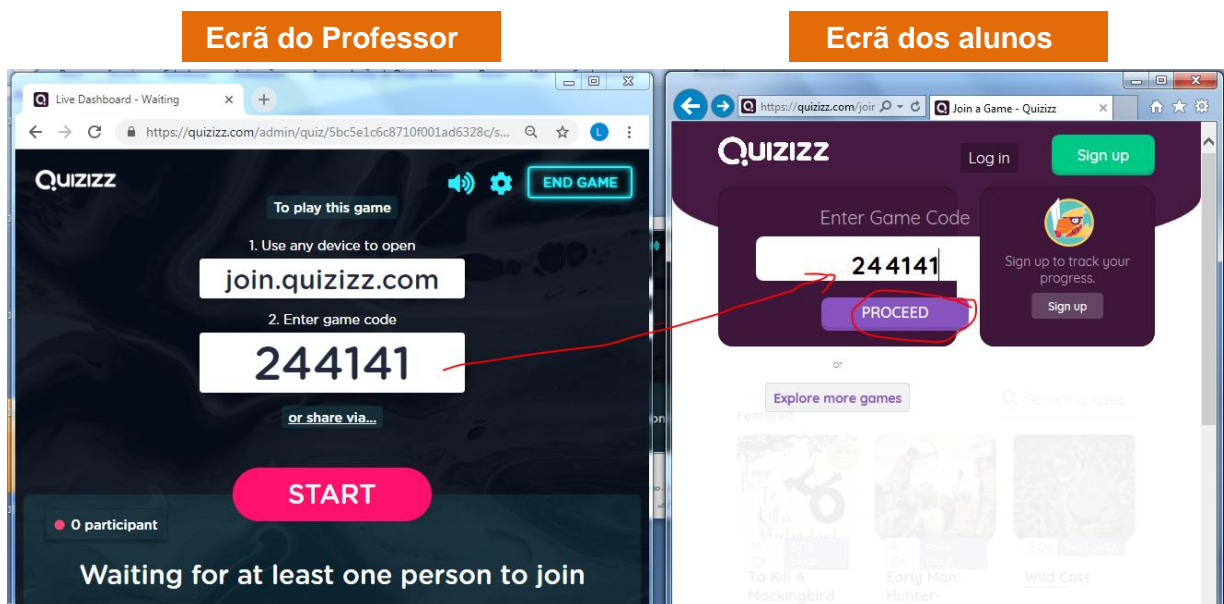 Ecrã do Professor
Ecrã dos alunos
Live Dashboard - Waiting
https://quizizz.com/admin/quiz/5bc5e1c6c8710f001ad6328c/s...
L
Quizizz
END GAME
To play this game
1. Use any device to open
join.quizizz.com
2. Enter game code
244141
or share via...
START
0 participant
Waiting for at least one person to join
https://quizizz.com/join
Join a Game - Quizizz
Quizizz
Log in
Sign up
Enter Game Code
244141
PROCEED
Sign up to track your
progress.
Sign up
or
Explore more games
Search quizzes
Featured
To Kill A
Mockingbird
Early Man:
Hunter-
Wild Cats